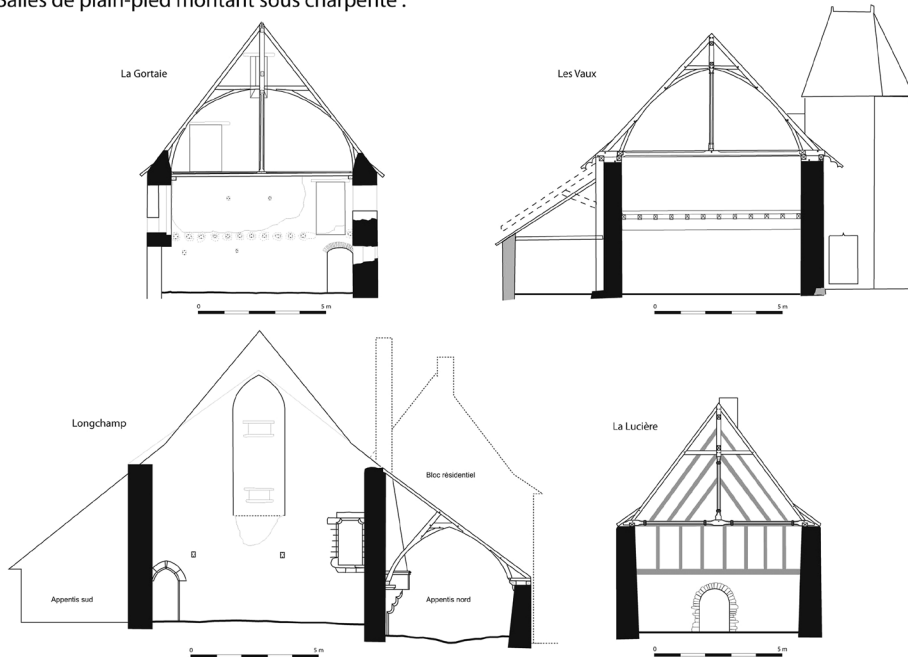 Salles de plain-pied montant sous charpente :
La Gortaie
Les Vaux
0 5 m
0 5 m
Longchamp
La Lucière
Bloc résidentiel
Appentis sud
Appentis nord
0 5 m
0 5 m